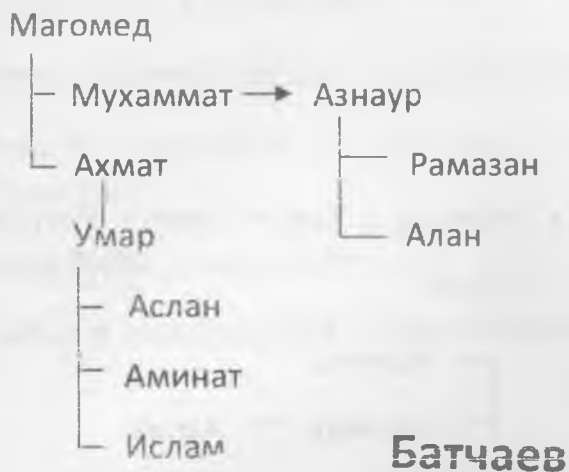 Магомед
Мухаммат → Азнаур
Ахмат Рамазан
Умар Алан
Аслан
Аминат
Ислам Батчаев